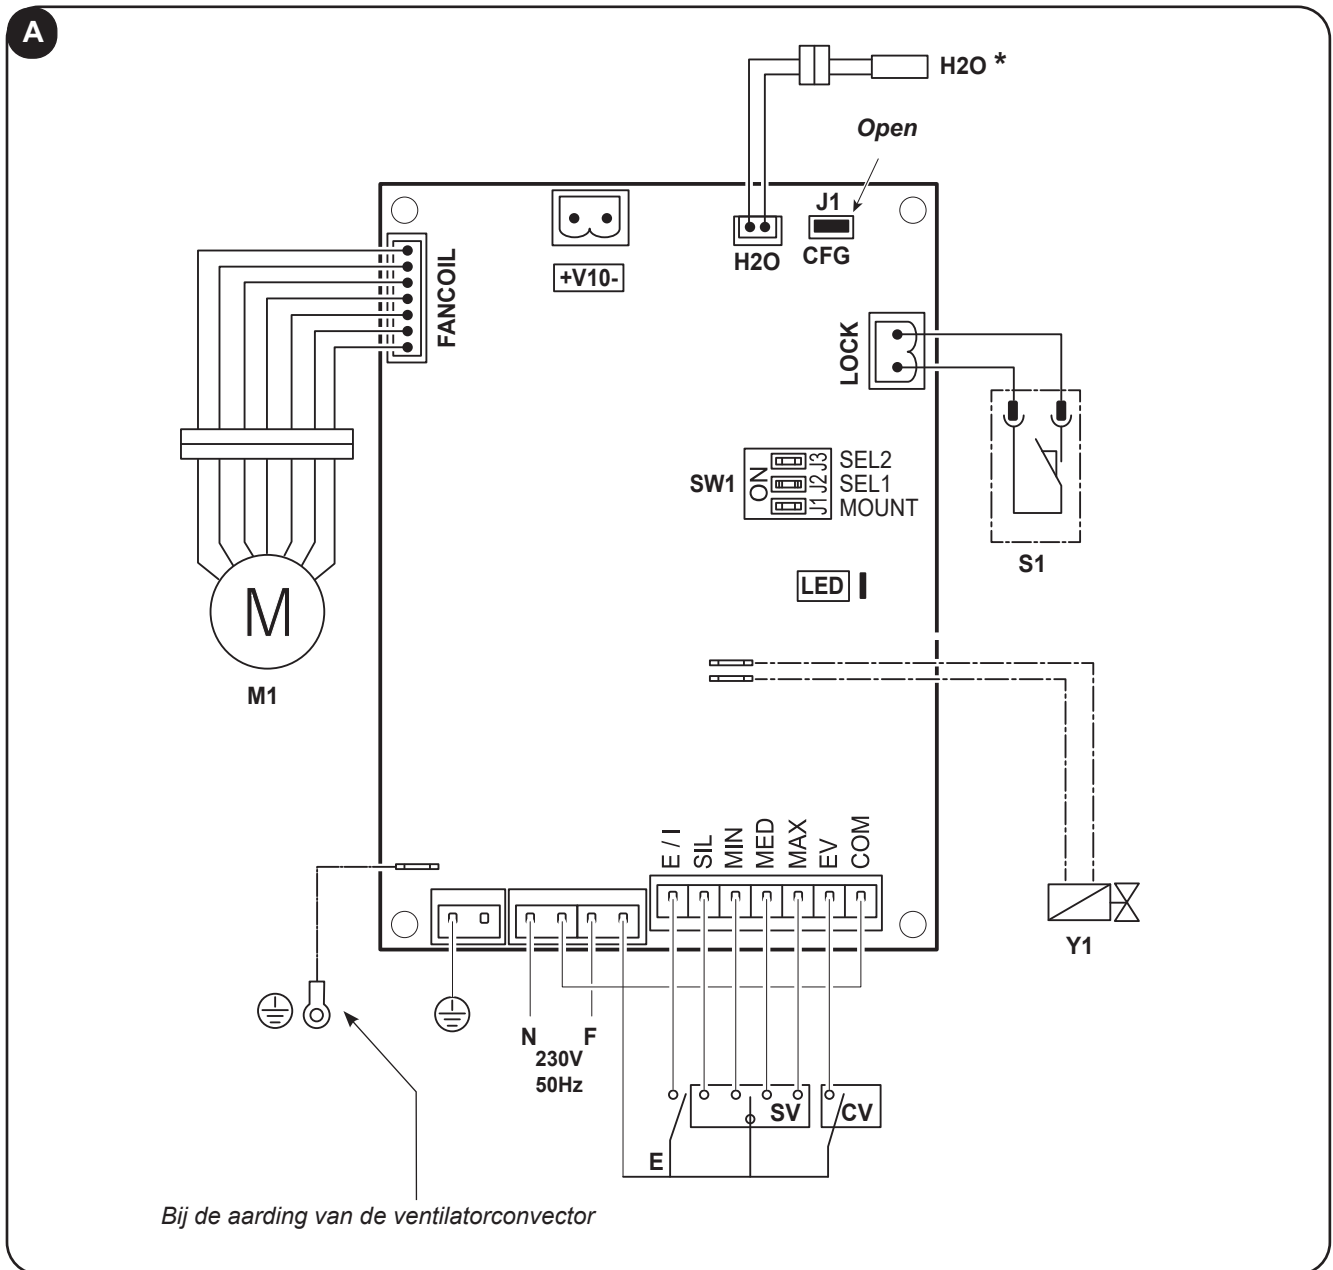 A
H2O *
Open
J1
H2O
CFG
+V10-
FANCOIL
LOCK
SW1
ON
J3
SEL2
J2
SEL1
J1
MOUNT
S1
LED
M
M1
E / I
SIL
MIN
MED
MAX
EV
COM
Y1
N
F
230V
50Hz
SV
CV
E
Bij de aarding van de ventilatorconvector